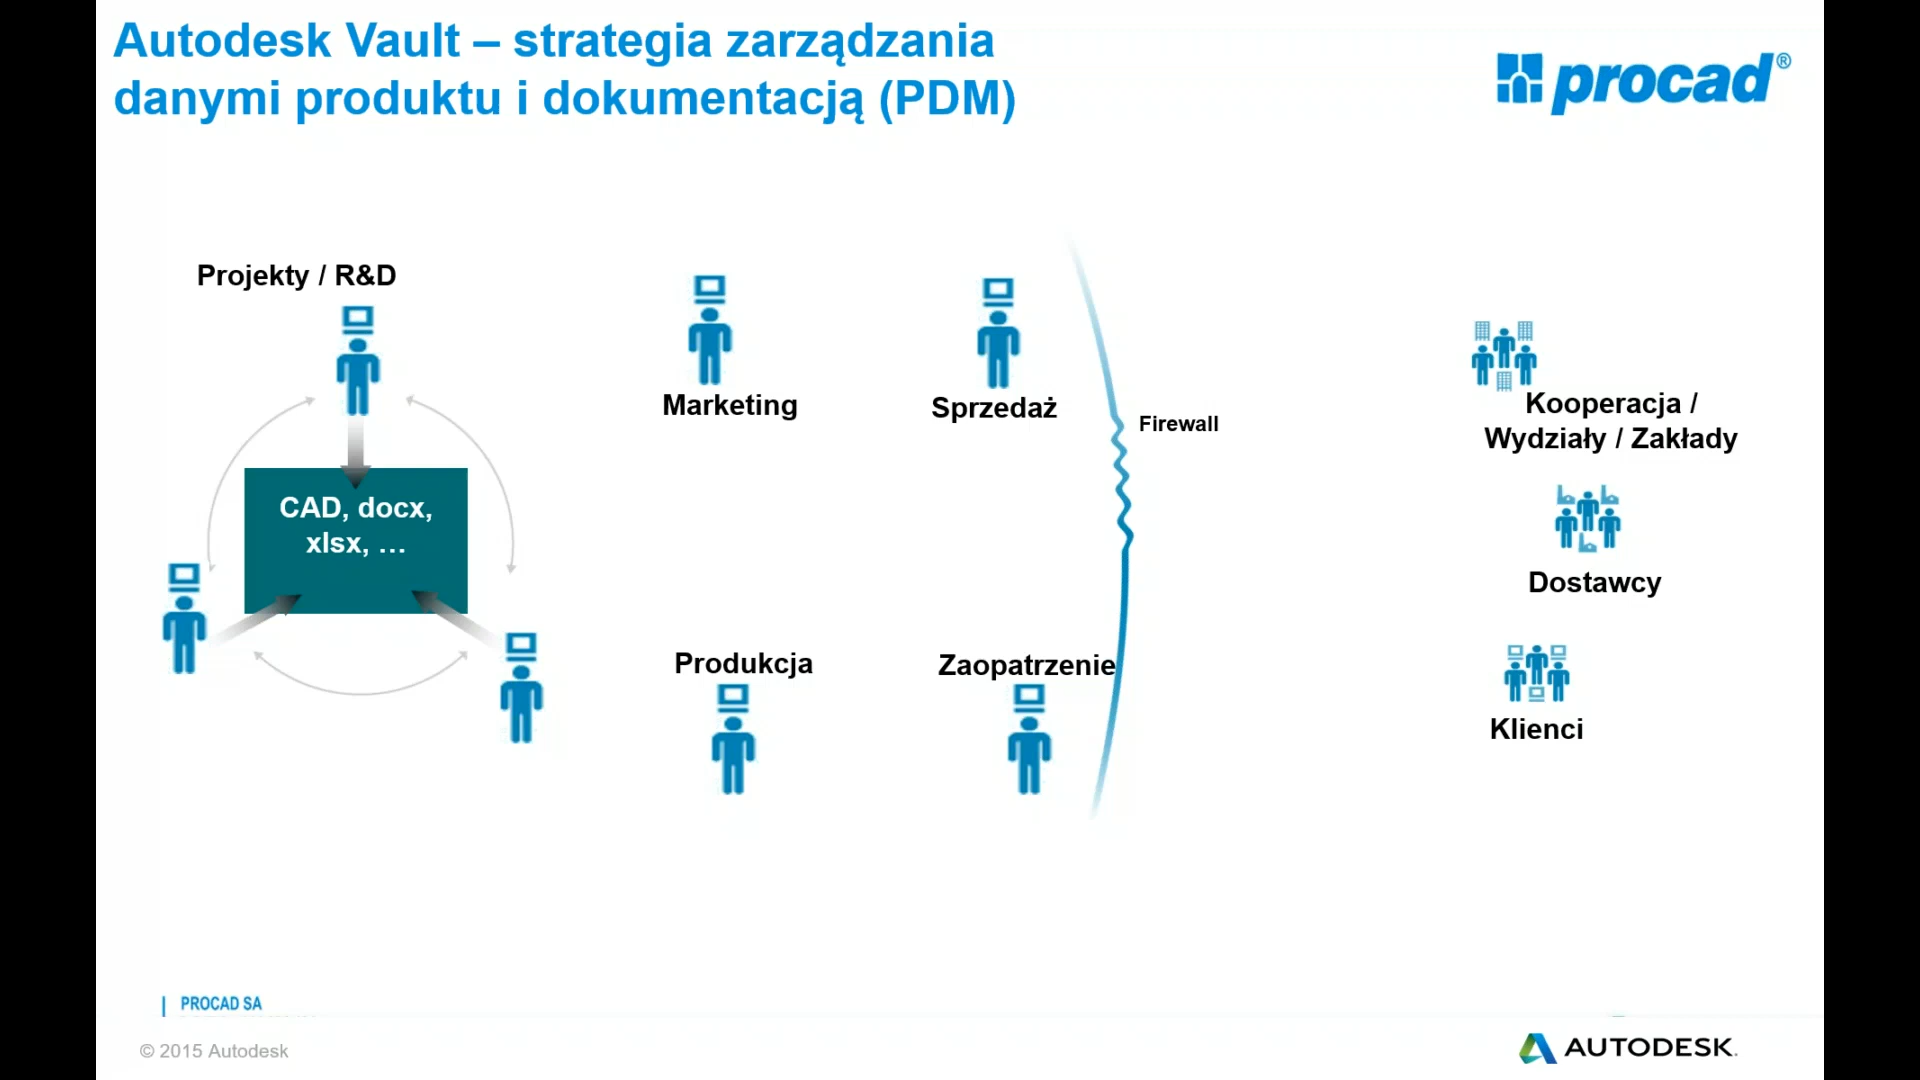 Autodesk Vault – strategia zarządzania
danymi produktu i dokumentacją (PDM)
procad®
Projekty / R&D
CAD, docx,
xlsx, …
Marketing
Sprzedaż
Firewall
Produkcja
Zaopatrzenie
Kooperacja /
Wydziały / Zakłady
Dostawcy
Klienci
PROCAD SA
© 2015 Autodesk
AUTODESK.